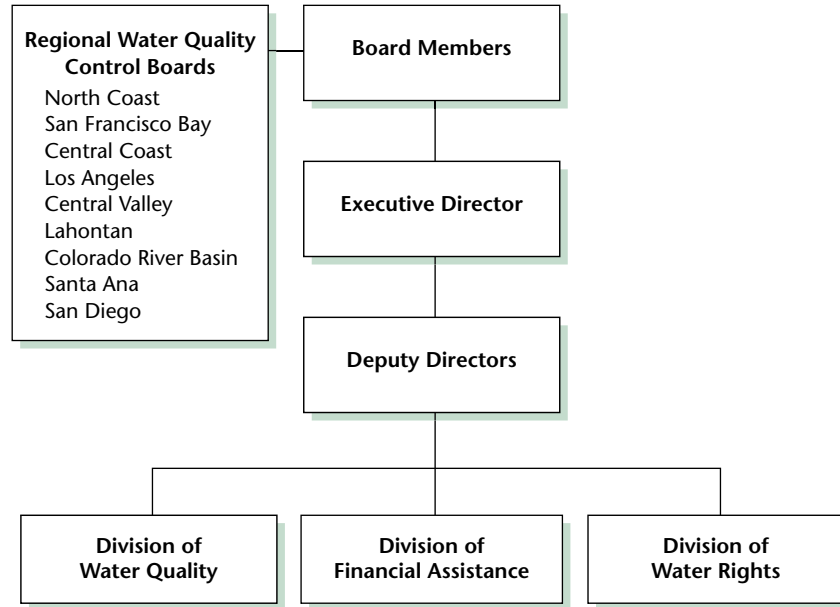 Regional Water Quality
Control Boards
North Coast
San Francisco Bay
Central Coast
Los Angeles
Central Valley
Lahontan
Colorado River Basin
Santa Ana
San Diego
Board Members
Executive Director
Deputy Directors
Division of
Water Quality
Division of
Financial Assistance
Division of
Water Rights